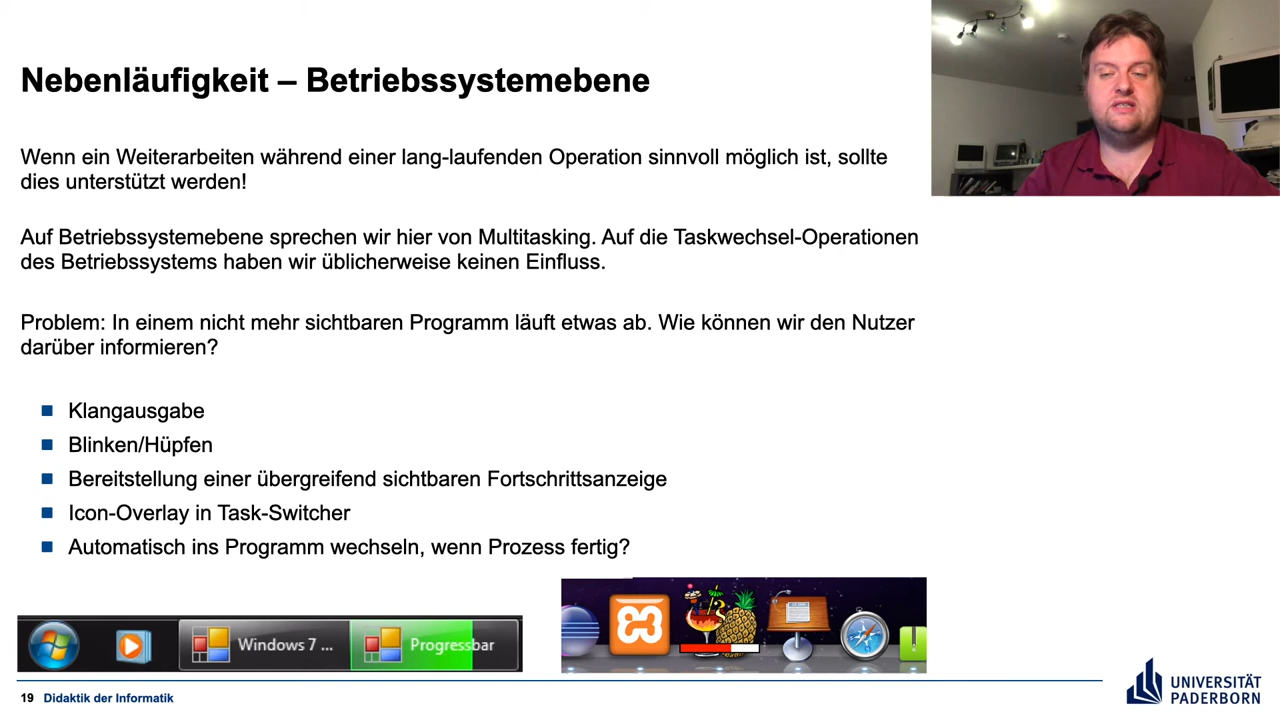 Nebenläufigkeit – Betriebssystemebene
Wenn ein Weiterarbeiten während einer lang-laufenden Operation sinnvoll möglich ist, sollte
dies unterstützt werden!
Auf Betriebssystemebene sprechen wir hier von Multitasking. Auf die Taskwechsel-Operationen
des Betriebssystems haben wir üblicherweise keinen Einfluss.
Problem: In einem nicht mehr sichtbaren Programm läuft etwas ab. Wie können wir den Nutzer
darüber informieren?
Klangausgabe
Blinken/Hüpfen
Bereitstellung einer übergreifend sichtbaren Fortschrittsanzeige
Icon-Overlay in Task-Switcher
Automatisch ins Programm wechseln, wenn Prozess fertig?
Windows 7 ...
Progressbar
19 Didaktik der Informatik
UNIVERSITÄT
PADERBORN